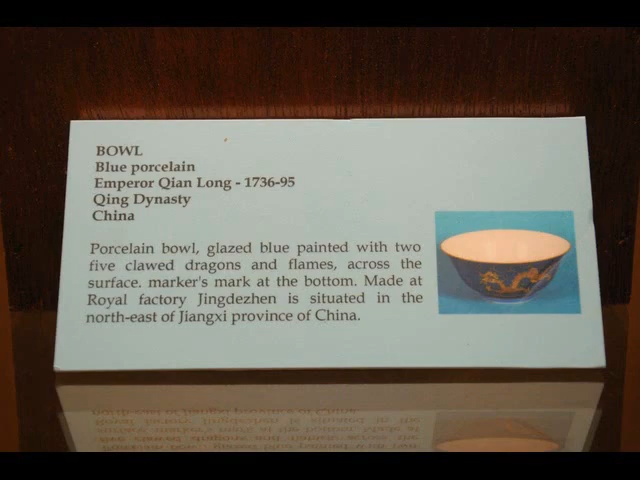 BOWL
Blue porcelain
Emperor Qian Long - 1736-95
Qing Dynasty
China
Porcelain bowl, glazed blue painted with two
five clawed dragons and flames, across the
surface. marker's mark at the bottom. Made at
Royal factory Jingdezhen is situated in the
north-east of Jiangxi province of China.